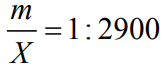 m/X = 1:2900